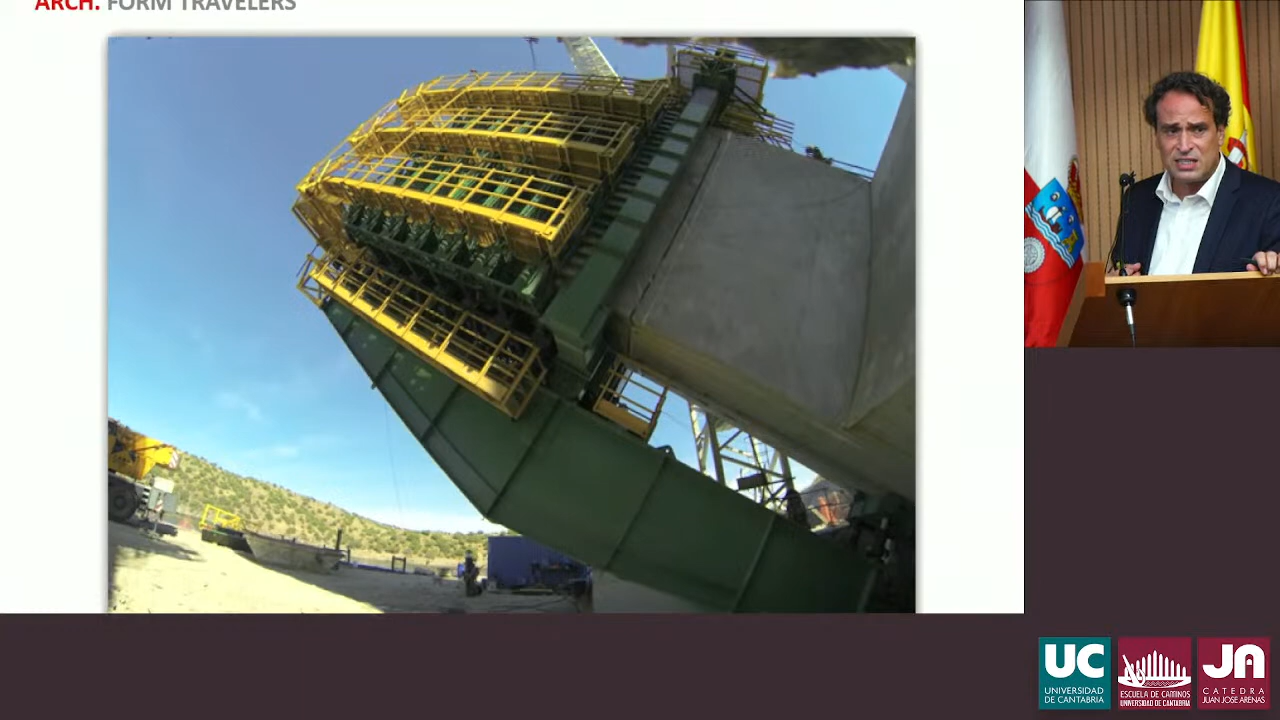 ARCH. FORM TRAVELERS
UC
UNIVERSIDAD
DE CANTABRIA
ESCUELA DE CAMINOS
UNIVERSIDAD DE CANTABRIA
JA
CATEDRA
JUAN JOSÉ ARENAS